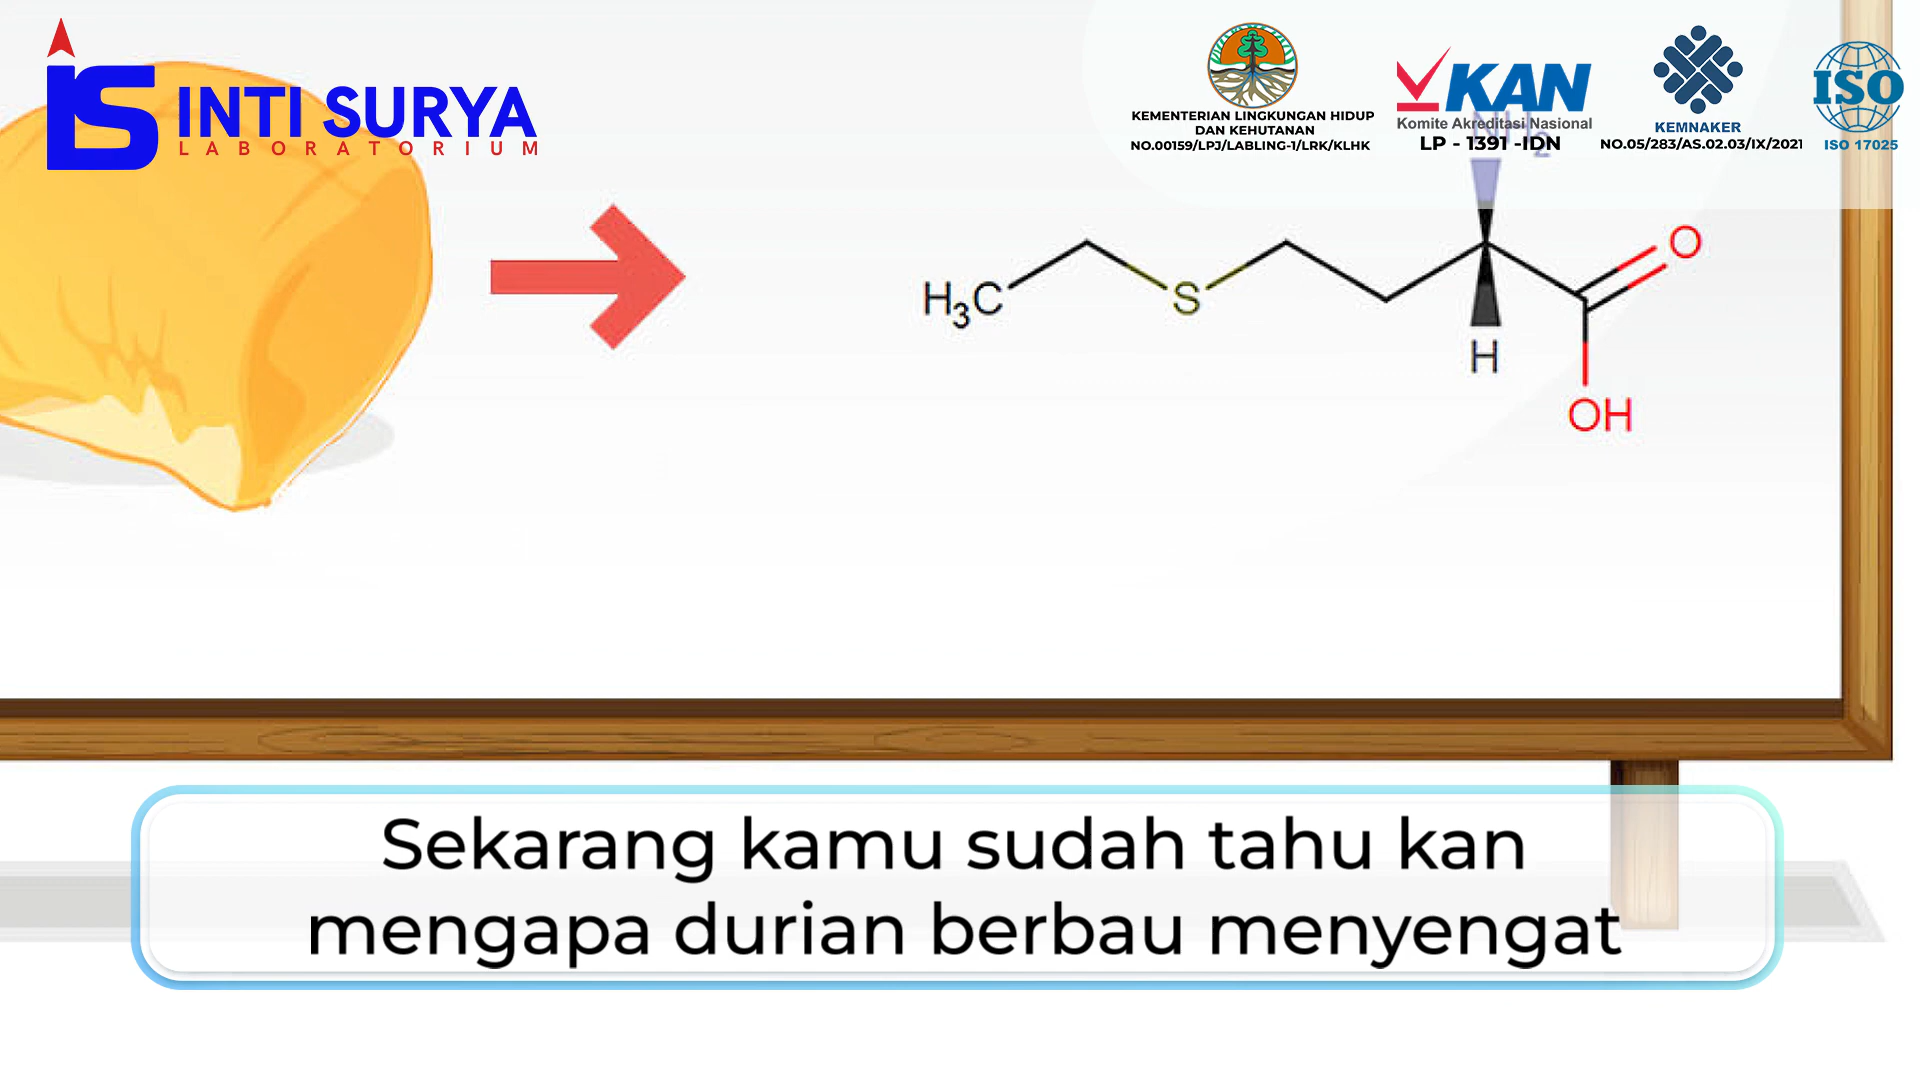 IS INTI SURYA
LABORATORIUM
KEMENTERIAN LINGKUNGAN HIDUP
DAN KEHUTANAN
NO.00159/LPJ/LABLING-1/LRK/KLHK
KAN
Komite Akreditasi Nasional
LP - 1391 -IDN
KEMNAKER
NO.05/283/AS.02.03/IX/2021
ISO
ISO 17025
NH2
O
H3C
S
H
OH
Sekarang kamu sudah tahu kan
mengapa durian berbau menyengat